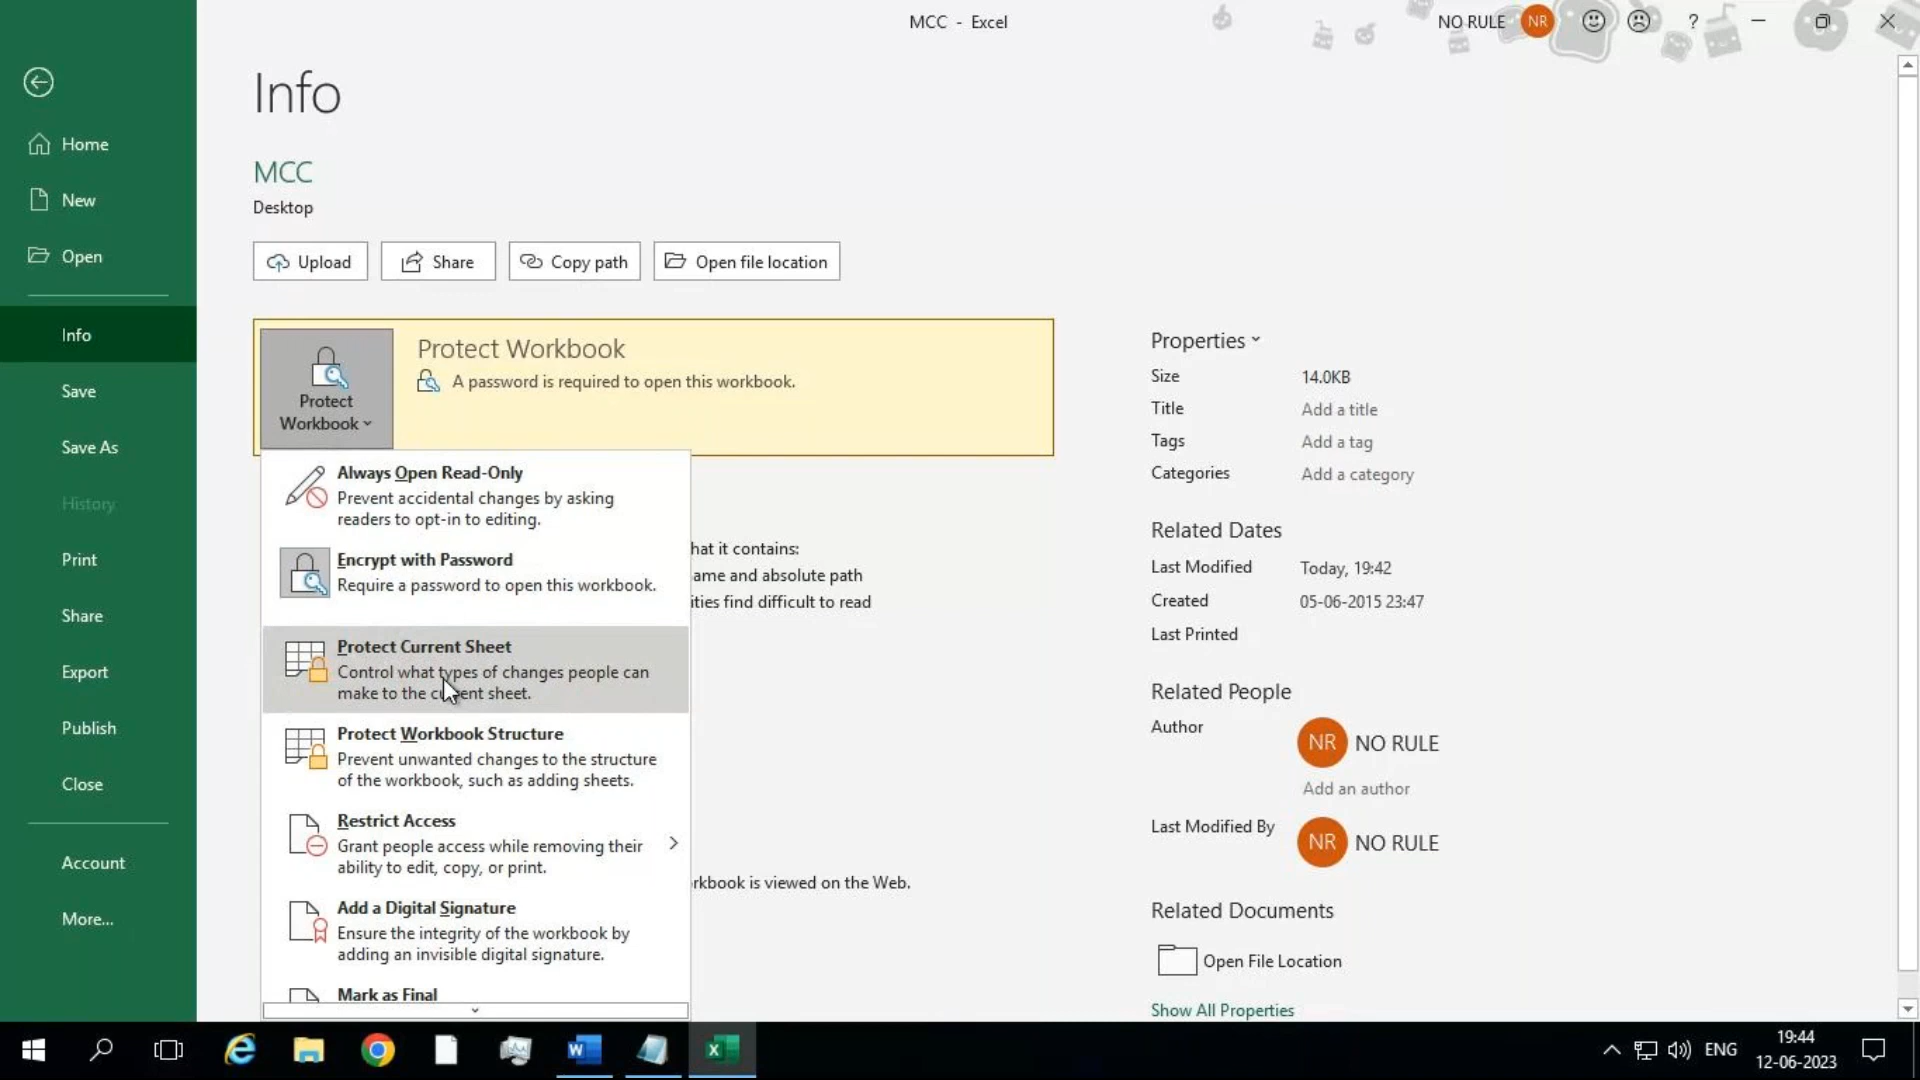 MCC - Excel
NO RULE
NR
?
Info
Home
New
Open
Info
Save
Save As
History
Print
Share
Export
Publish
Close
Account
More...
MCC
Desktop
Upload
Share
Copy path
Open file location
Protect
Workbook
Protect Workbook
A password is required to open this workbook.
Always Open Read-Only
Prevent accidental changes by asking
readers to opt-in to editing.
Encrypt with Password
Require a password to open this workbook.
Protect Current Sheet
Control what types of changes people can
make to the current sheet.
Protect Workbook Structure
Prevent unwanted changes to the structure
of the workbook, such as adding sheets.
Restrict Access
Grant people access while removing their
ability to edit, copy, or print.
Add a Digital Signature
Ensure the integrity of the workbook by
adding an invisible digital signature.
Mark as Final
hat it contains:
ame and absolute path
ities find difficult to read
rkbook is viewed on the Web.
Properties
Size 14.0KB
Title Add a title
Tags Add a tag
Categories Add a category
Related Dates
Last Modified Today, 19:42
Created 05-06-2015 23:47
Last Printed
Related People
Author NR NO RULE
Add an author
Last Modified By NR NO RULE
Related Documents
Open File Location
Show All Properties
ENG
19:44
12-06-2023